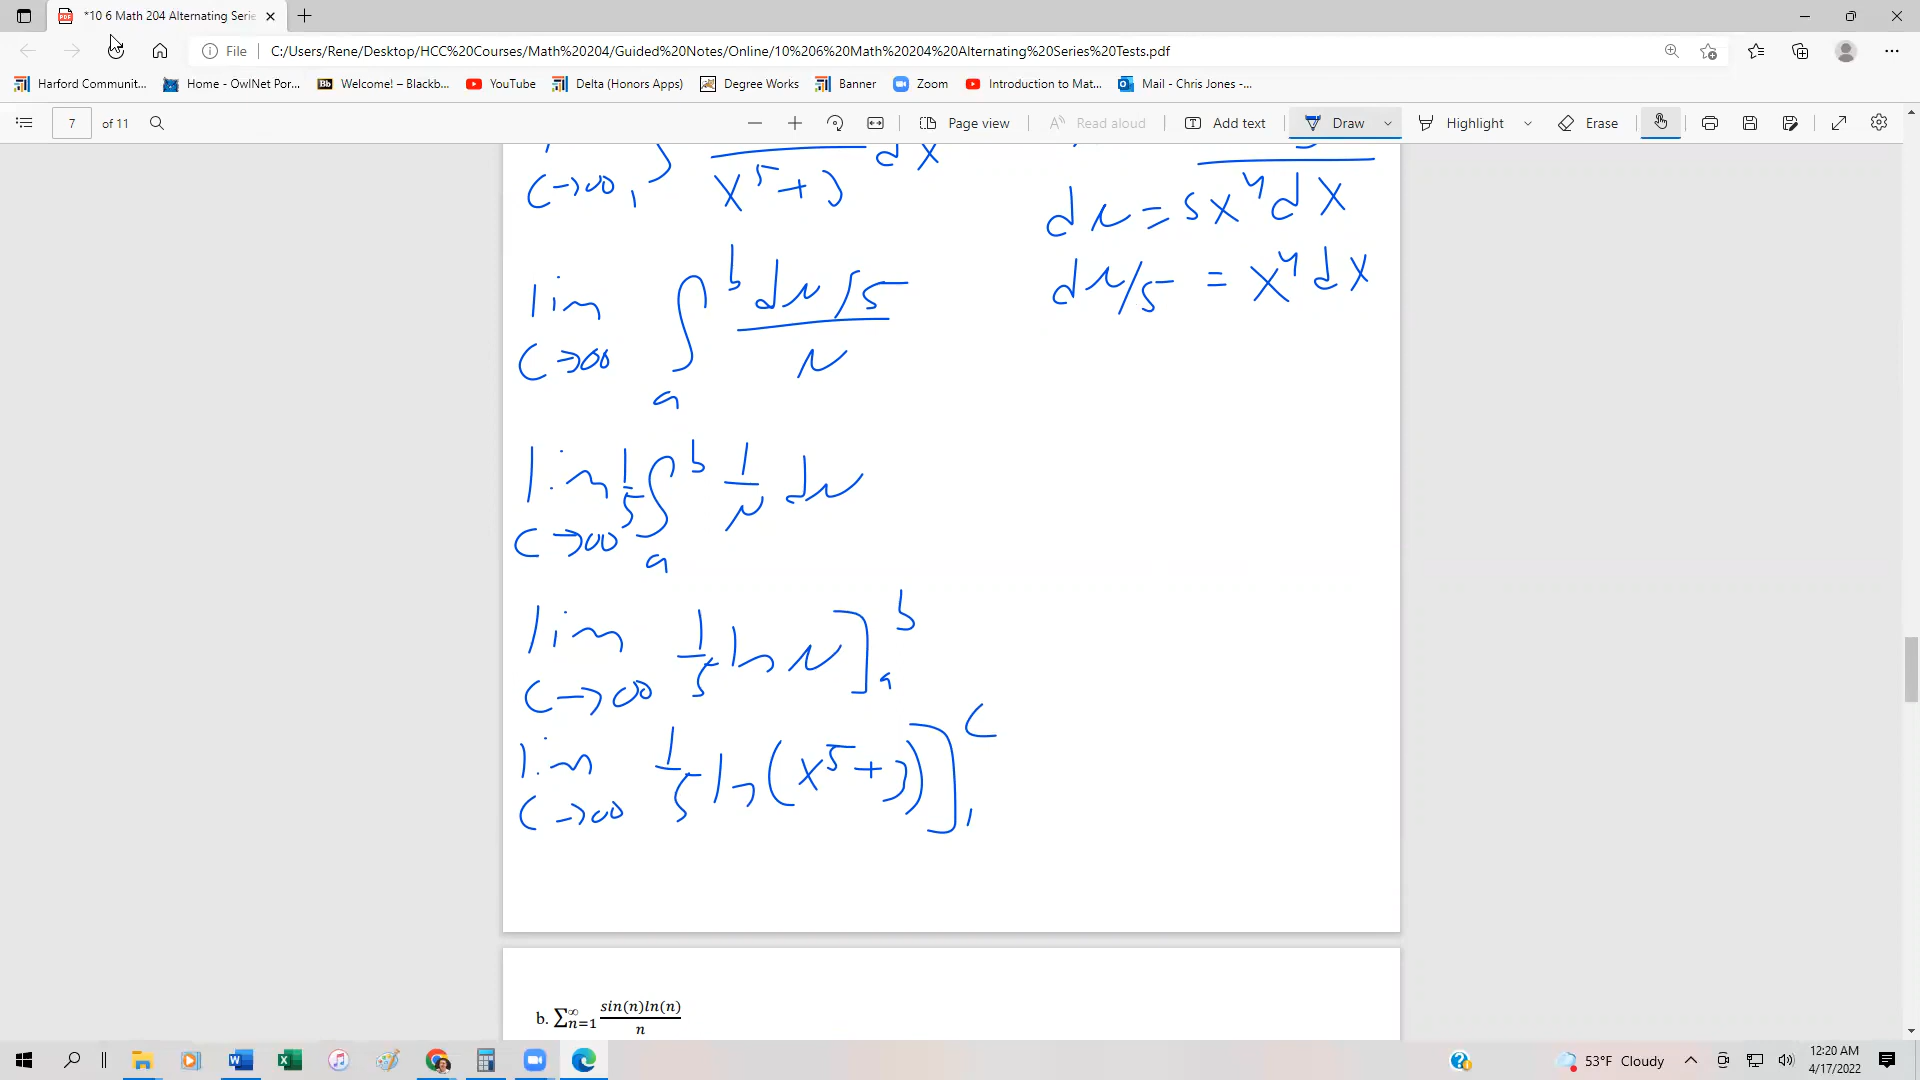 *10 6 Math 204 Alternating Serie
File C:/Users/Rene/Desktop/HCC%20Courses/Math%20204/Guided%20Notes/Online/10%206%20Math%20204%20Alternating%20Series%20Tests.pdf
Harford Communit... Home - OwlNet Por... Welcome! – Blackb... YouTube Delta (Honors Apps) Degree Works Banner Zoom Introduction to Mat... Mail - Chris Jones -...
7 of 11 Page view Read aloud Add text Draw Highlight Erase
C→∞ 1 ∫ / x^5+3 dx
du = 5x^4 dx
du/5 = x^4 dx
lim C→∞ ∫_a^b (du/5)/u
lim C→∞ 1/5 ∫_a^b 1/u du
lim C→∞ 1/5 ln u ]_a^b
lim C→∞ 1/5 ln(x^5+3) ]_1^C
b. ∑_{n=1}^∞ sin(n)ln(n)/n
53°F Cloudy 12:20 AM
4/17/2022